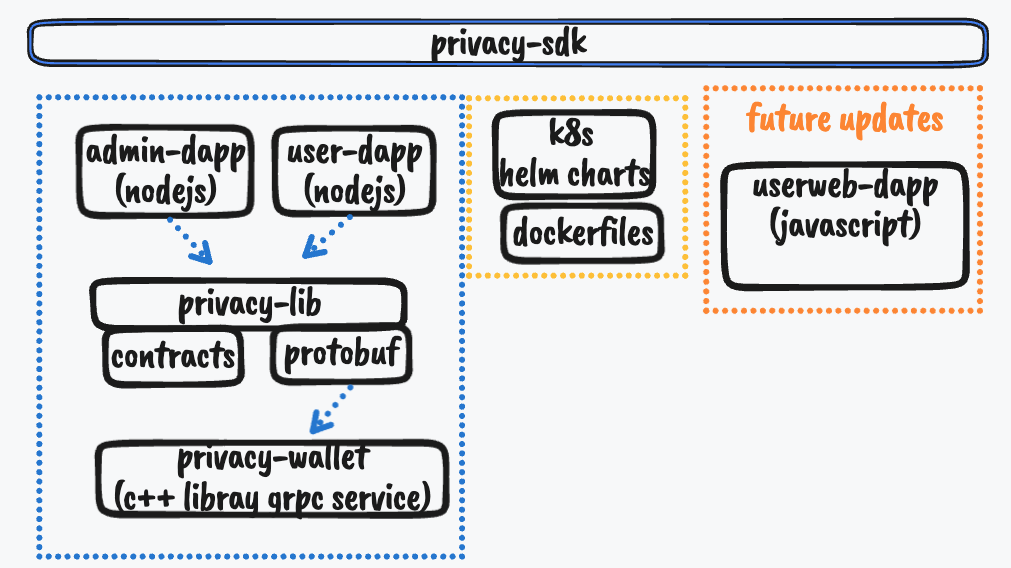 privacy-sdk
admin-dapp
(nodejs)
user-dapp
(nodejs)
privacy-lib
contracts
protobuf
privacy-wallet
(c++ libray grpc service)
k8s
helm charts
dockerfiles
future updates
userweb-dapp
(javascript)